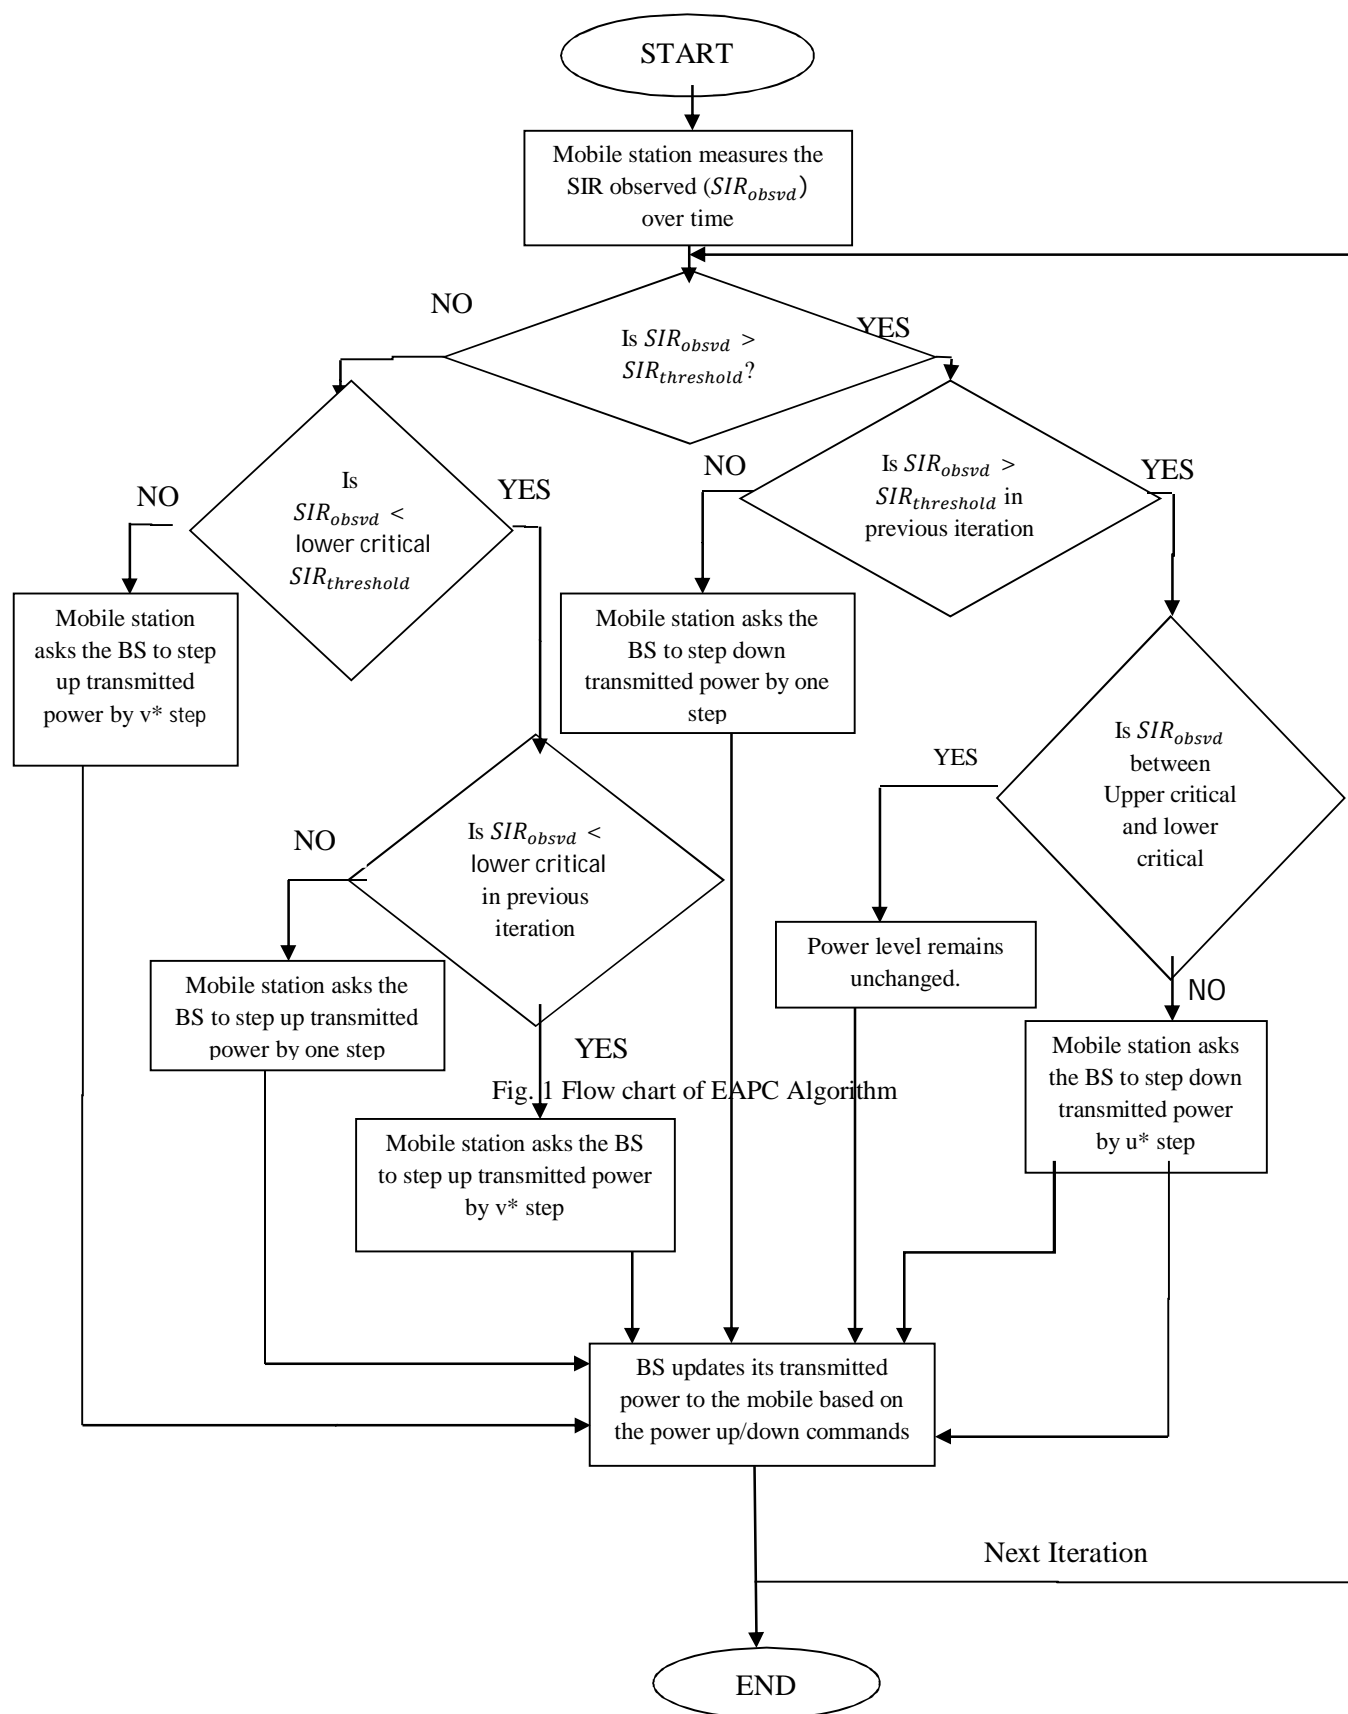 START
Mobile station measures the
SIR observed (SIR_obsvd)
over time
NO
YES
Is SIR_obsvd >
SIR_threshold?
NO
Is
SIR_obsvd <
lower critical
SIR_threshold
YES
NO
Is SIR_obsvd >
SIR_threshold in
previous iteration
YES
Mobile station
asks the BS to step
up transmitted
power by v* step
Mobile station asks the
BS to step down
transmitted power by one
step
Is SIR_obsvd
between
Upper critical
and lower
critical
YES
NO
Is SIR_obsvd <
lower critical
in previous
iteration
Power level remains
unchanged.
NO
Mobile station asks the
BS to step up transmitted
power by one step
YES
Mobile station asks
the BS to step down
transmitted power
by u* step
Fig. 1 Flow chart of EAPC Algorithm
Mobile station asks the BS
to step up transmitted power
by v* step
BS updates its transmitted
power to the mobile based on
the power up/down commands
Next Iteration
END